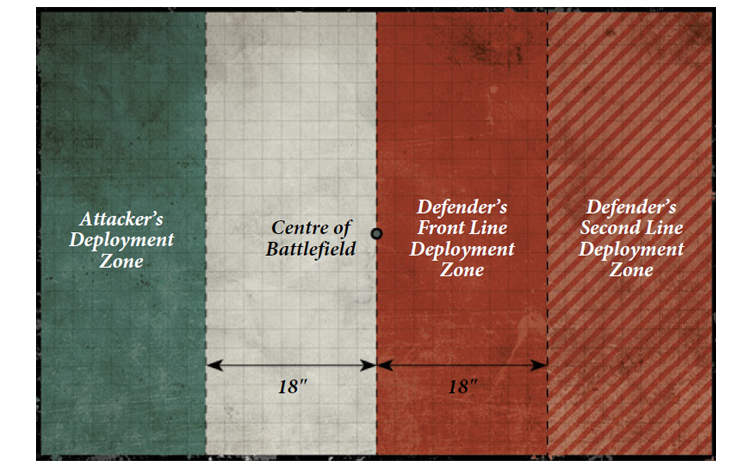 Attacker's
Deployment
Zone
Centre of
Battlefield
Defender's
Front Line
Deployment
Zone
Defender's
Second Line
Deployment
Zone
18"
18"